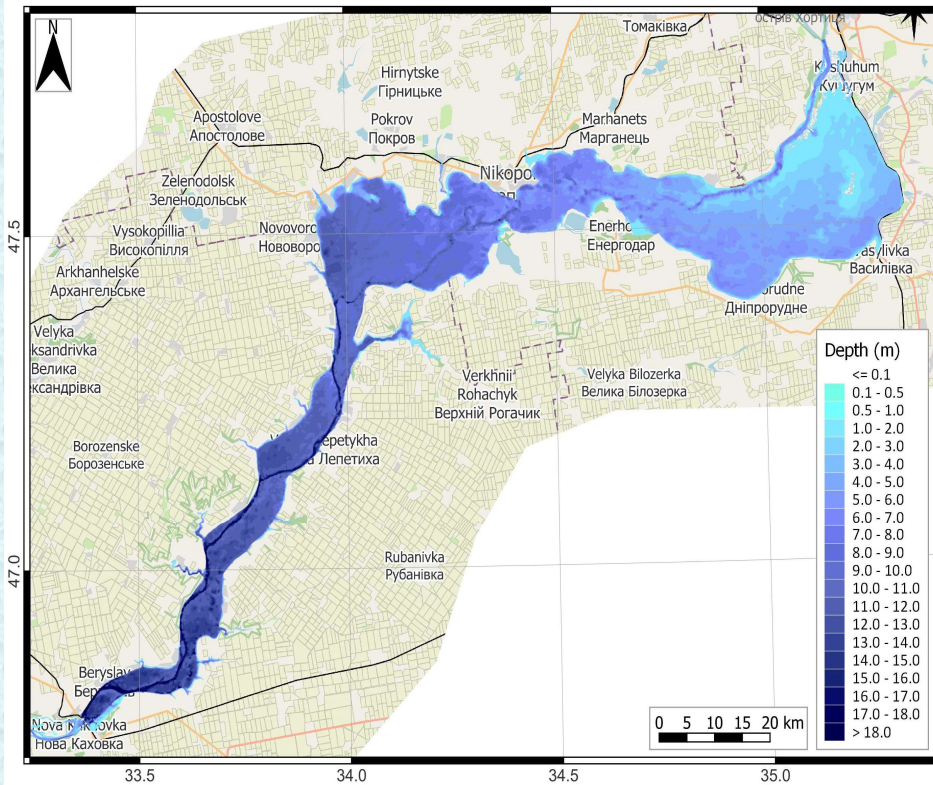 N
острів Хортиця
Томаківка
Kushuhum
Кушугум
Hirnytske
Гірницьке
Apostolove
Апостолове
Pokrov
Покров
Marhanets
Марганець
Zelenodolsk
Зеленодольськ
Vysokopillia
Високопілля
Arkhanhelske
Архангельське
Енергодар
Василівка
Дніпрорудне
Velyka
Велика
Verkhnii
Rohachyk
Верхній Рогачик
Velyka Bilozerka
Велика Білозерка
Лепетиха
Borozenske
Борозенське
Rubanivka
Рубанівка
Beryslav
Nova
Нова Каховка
47.5
47.0
33.5
34.0
34.5
35.0
Depth (m)
<= 0.1
0.1 - 0.5
0.5 - 1.0
1.0 - 2.0
2.0 - 3.0
3.0 - 4.0
4.0 - 5.0
5.0 - 6.0
6.0 - 7.0
7.0 - 8.0
8.0 - 9.0
9.0 - 10.0
10.0 - 11.0
11.0 - 12.0
12.0 - 13.0
13.0 - 14.0
14.0 - 15.0
15.0 - 16.0
16.0 - 17.0
17.0 - 18.0
> 18.0
0 5 10 15 20 km